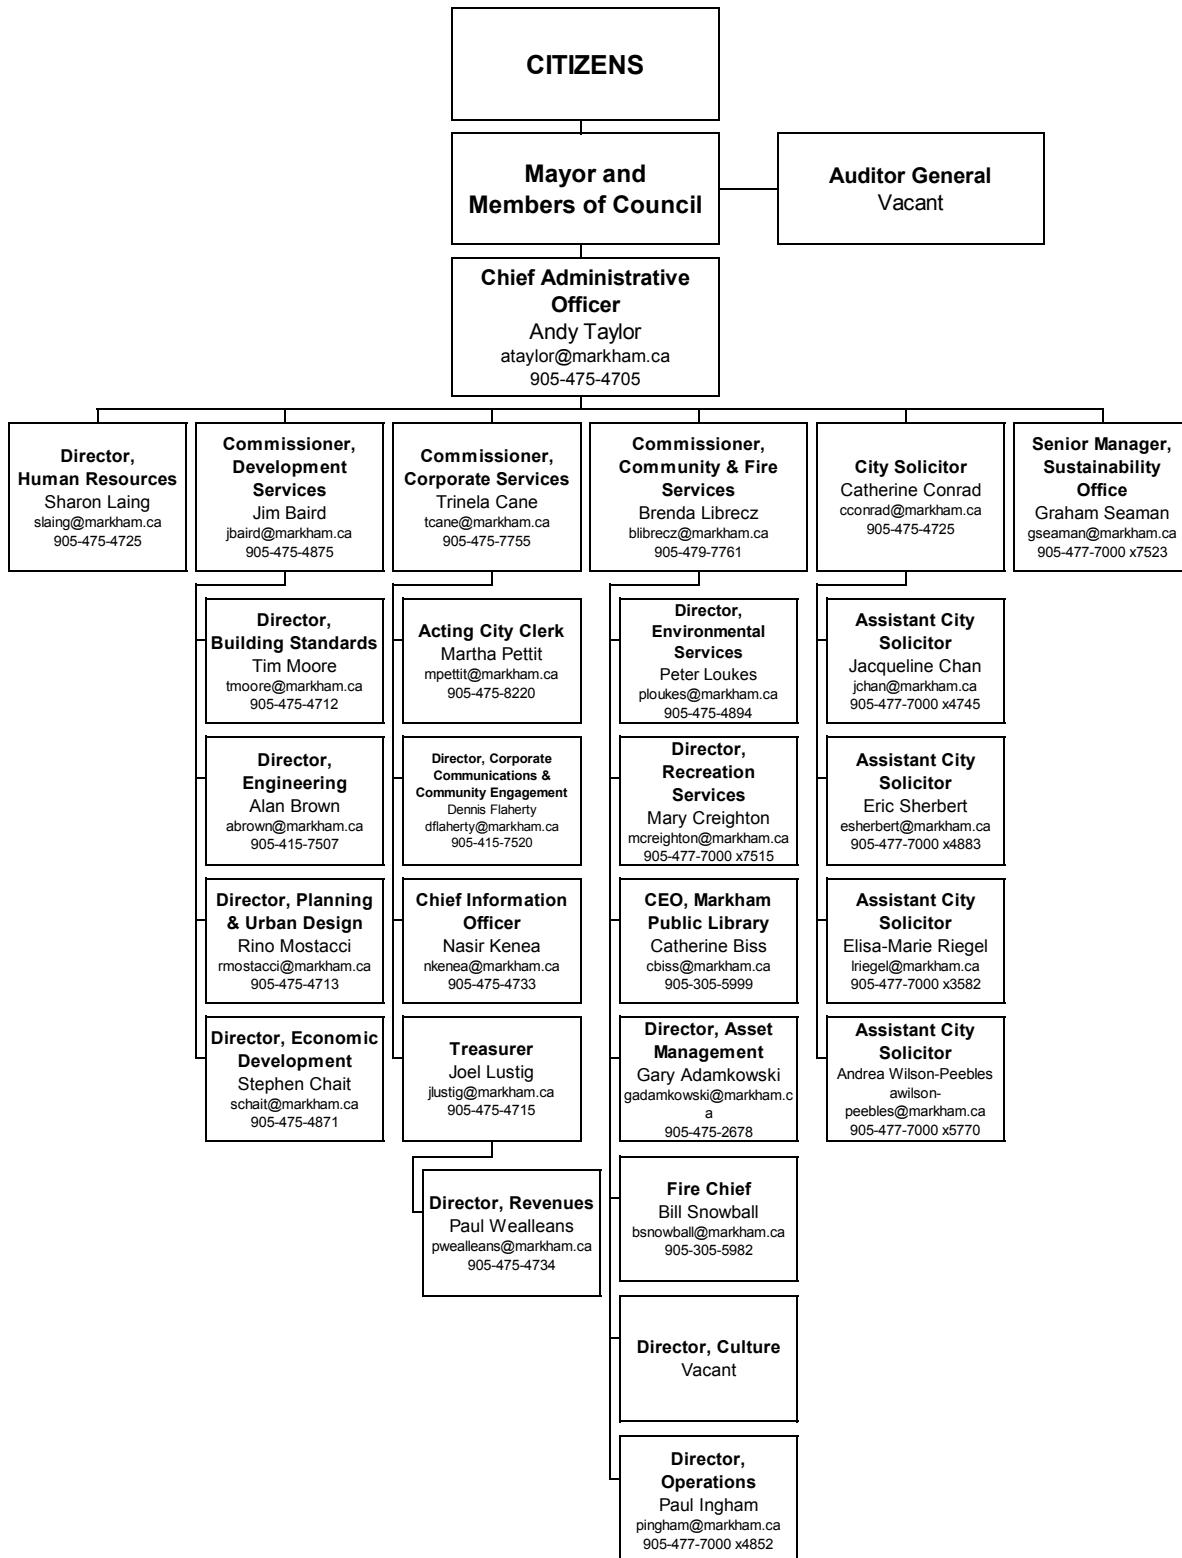 CITIZENS
Mayor and
Members of Council
Auditor General
Vacant
Chief Administrative
Officer
Andy Taylor
ataylor@markham.ca
905-475-4705
Director,
Human Resources
Sharon Laing
slaing@markham.ca
905-475-4725
Commissioner,
Development
Services
Jim Baird
jbaird@markham.ca
905-475-4875
Commissioner,
Corporate Services
Trinela Cane
tcane@markham.ca
905-475-7755
Commissioner,
Community & Fire
Services
Brenda Librecz
blibrecz@markham.ca
905-479-7761
City Solicitor
Catherine Conrad
cconrad@markham.ca
905-475-4725
Senior Manager,
Sustainability
Office
Graham Seaman
gseaman@markham.ca
905-477-7000 x7523
Director,
Building Standards
Tim Moore
tmoore@markham.ca
905-475-4712
Acting City Clerk
Martha Pettit
mpettit@markham.ca
905-475-8220
Director,
Environmental
Services
Peter Loukes
ploukes@markham.ca
905-475-4894
Assistant City
Solicitor
Jacqueline Chan
jchan@markham.ca
905-477-7000 x4745
Director,
Engineering
Alan Brown
abrown@markham.ca
905-415-7507
Director, Corporate
Communications &
Community Engagement
Dennis Flaherty
dflaherty@markham.ca
905-415-7520
Director,
Recreation
Services
Mary Creighton
mcreighton@markham.ca
905-477-7000 x7515
Assistant City
Solicitor
Eric Sherbert
esherbert@markham.ca
905-477-7000 x4883
Director, Planning
& Urban Design
Rino Mostacci
rmostacci@markham.ca
905-475-4713
Chief Information
Officer
Nasir Kenea
nkenea@markham.ca
905-475-4733
CEO, Markham
Public Library
Catherine Biss
cbiss@markham.ca
905-305-5999
Assistant City
Solicitor
Elisa-Marie Riegel
lriegel@markham.ca
905-477-7000 x3582
Director, Economic
Development
Stephen Chait
schait@markham.ca
905-475-4871
Treasurer
Joel Lustig
jlustig@markham.ca
905-475-4715
Director, Asset
Management
Gary Adamkowski
gadamkowski@markham.c
a
905-475-2678
Assistant City
Solicitor
Andrea Wilson-Peebles
awilson-
peebles@markham.ca
905-477-7000 x5770
Director, Revenues
Paul Wealleans
pwealleans@markham.ca
905-475-4734
Fire Chief
Bill Snowball
bsnowball@markham.ca
905-305-5982
Director, Culture
Vacant
Director,
Operations
Paul Ingham
pingham@markham.ca
905-477-7000 x4852